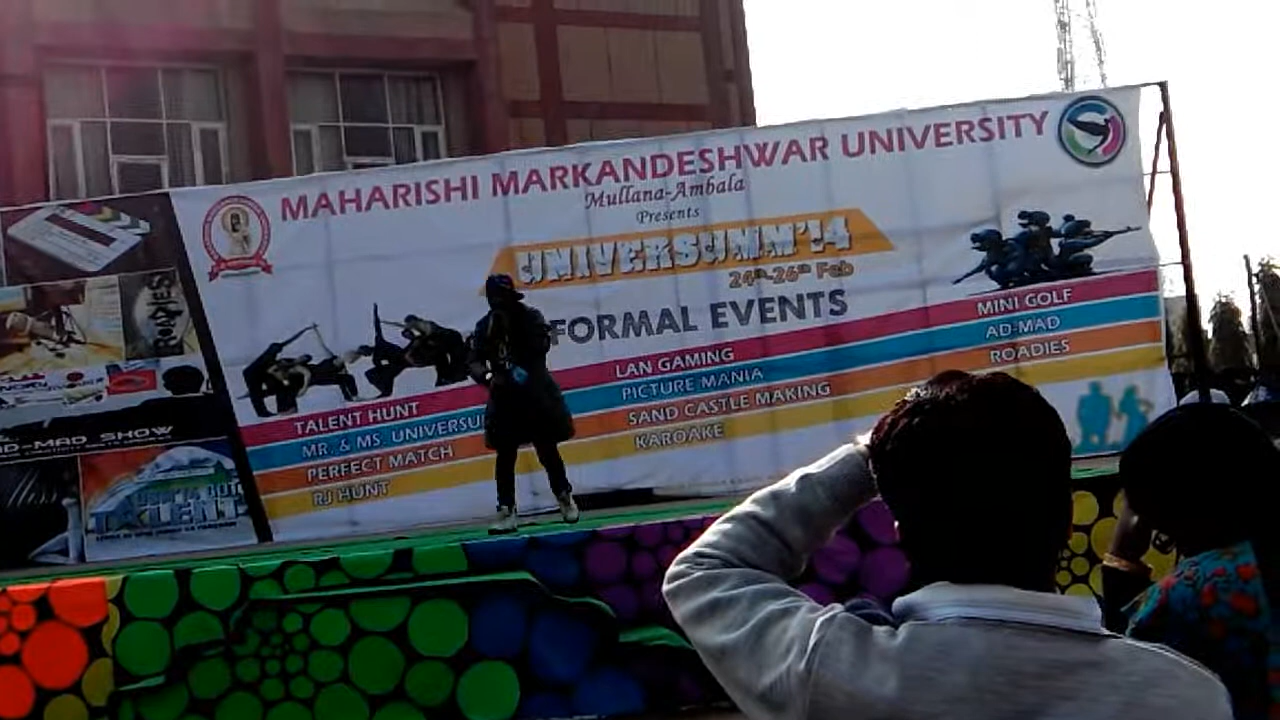 MAHARISHI MARKANDESHWAR UNIVERSITY
Mullana-Ambala
Presents
UNIVERSUMM'14
24th-26th Feb
FORMAL EVENTS
TALENT HUNT
MR. & MS. UNIVERSU
PERFECT MATCH
RJ HUNT
LAN GAMING
PICTURE MANIA
SAND CASTLE MAKING
KAROAKE
MINI GOLF
AD-MAD
ROADIES
ROADIES
D-MAD SHOW
GOT
TALENT